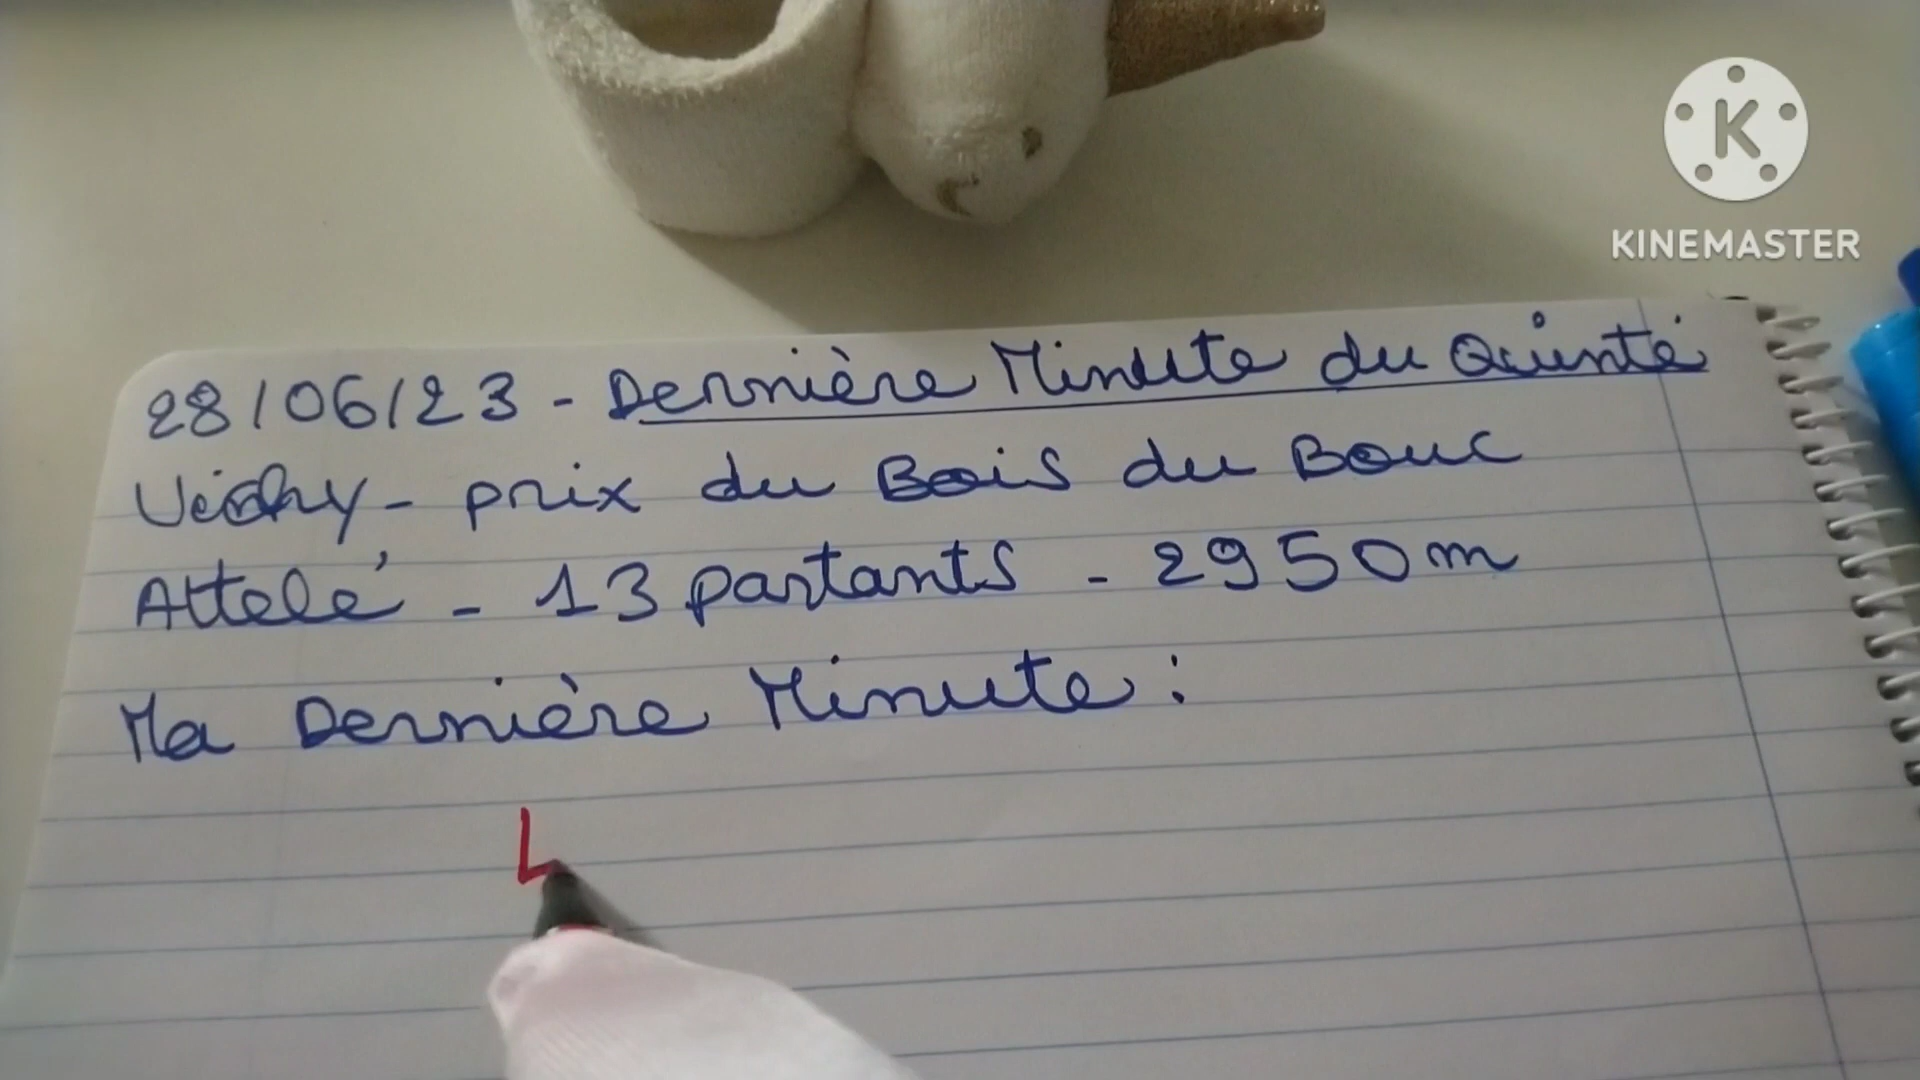 KINEMASTER
28/06/23 - Dernière Minute du Quinté
Vichy - prix du Bois du Bouc
Attelé - 13 partants - 2950m
Ma Dernière Minute :